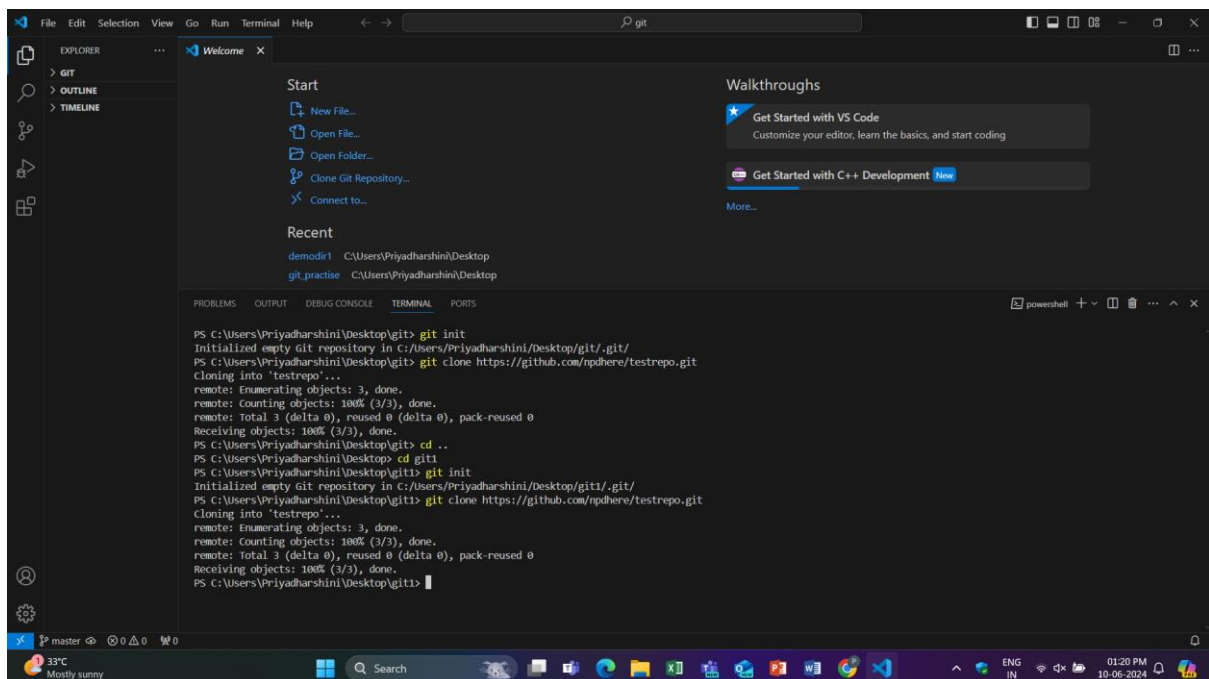 File Edit Selection View Go Run Terminal Help
git
EXPLORER
GIT
OUTLINE
TIMELINE
Welcome
Start
New File...
Open File...
Open Folder...
Clone Git Repository...
Connect to...
Recent
demodir1 C:\Users\Priyadharshini\Desktop
git_practise C:\Users\Priyadharshini\Desktop
Walkthroughs
Get Started with VS Code
Customize your editor, learn the basics, and start coding
Get Started with C++ Development New
More...
PROBLEMS OUTPUT DEBUG CONSOLE TERMINAL PORTS
powershell
PS C:\Users\Priyadharshini\Desktop\git> git init
Initialized empty Git repository in C:/Users/Priyadharshini/Desktop/git/.git/
PS C:\Users\Priyadharshini\Desktop\git> git clone https://github.com/npdhere/testrepo.git
Cloning into 'testrepo'...
remote: Enumerating objects: 3, done.
remote: Counting objects: 100% (3/3), done.
remote: Total 3 (delta 0), reused 0 (delta 0), pack-reused 0
Receiving objects: 100% (3/3), done.
PS C:\Users\Priyadharshini\Desktop\git> cd ..
PS C:\Users\Priyadharshini\Desktop> cd git1
PS C:\Users\Priyadharshini\Desktop\git1> git init
Initialized empty Git repository in C:/Users/Priyadharshini/Desktop/git1/.git/
PS C:\Users\Priyadharshini\Desktop\git1> git clone https://github.com/npdhere/testrepo.git
Cloning into 'testrepo'...
remote: Enumerating objects: 3, done.
remote: Counting objects: 100% (3/3), done.
remote: Total 3 (delta 0), reused 0 (delta 0), pack-reused 0
Receiving objects: 100% (3/3), done.
PS C:\Users\Priyadharshini\Desktop\git1>
master 0 0 0
1
33°C
Mostly sunny
Search
ENG
IN
01:20 PM
10-06-2024